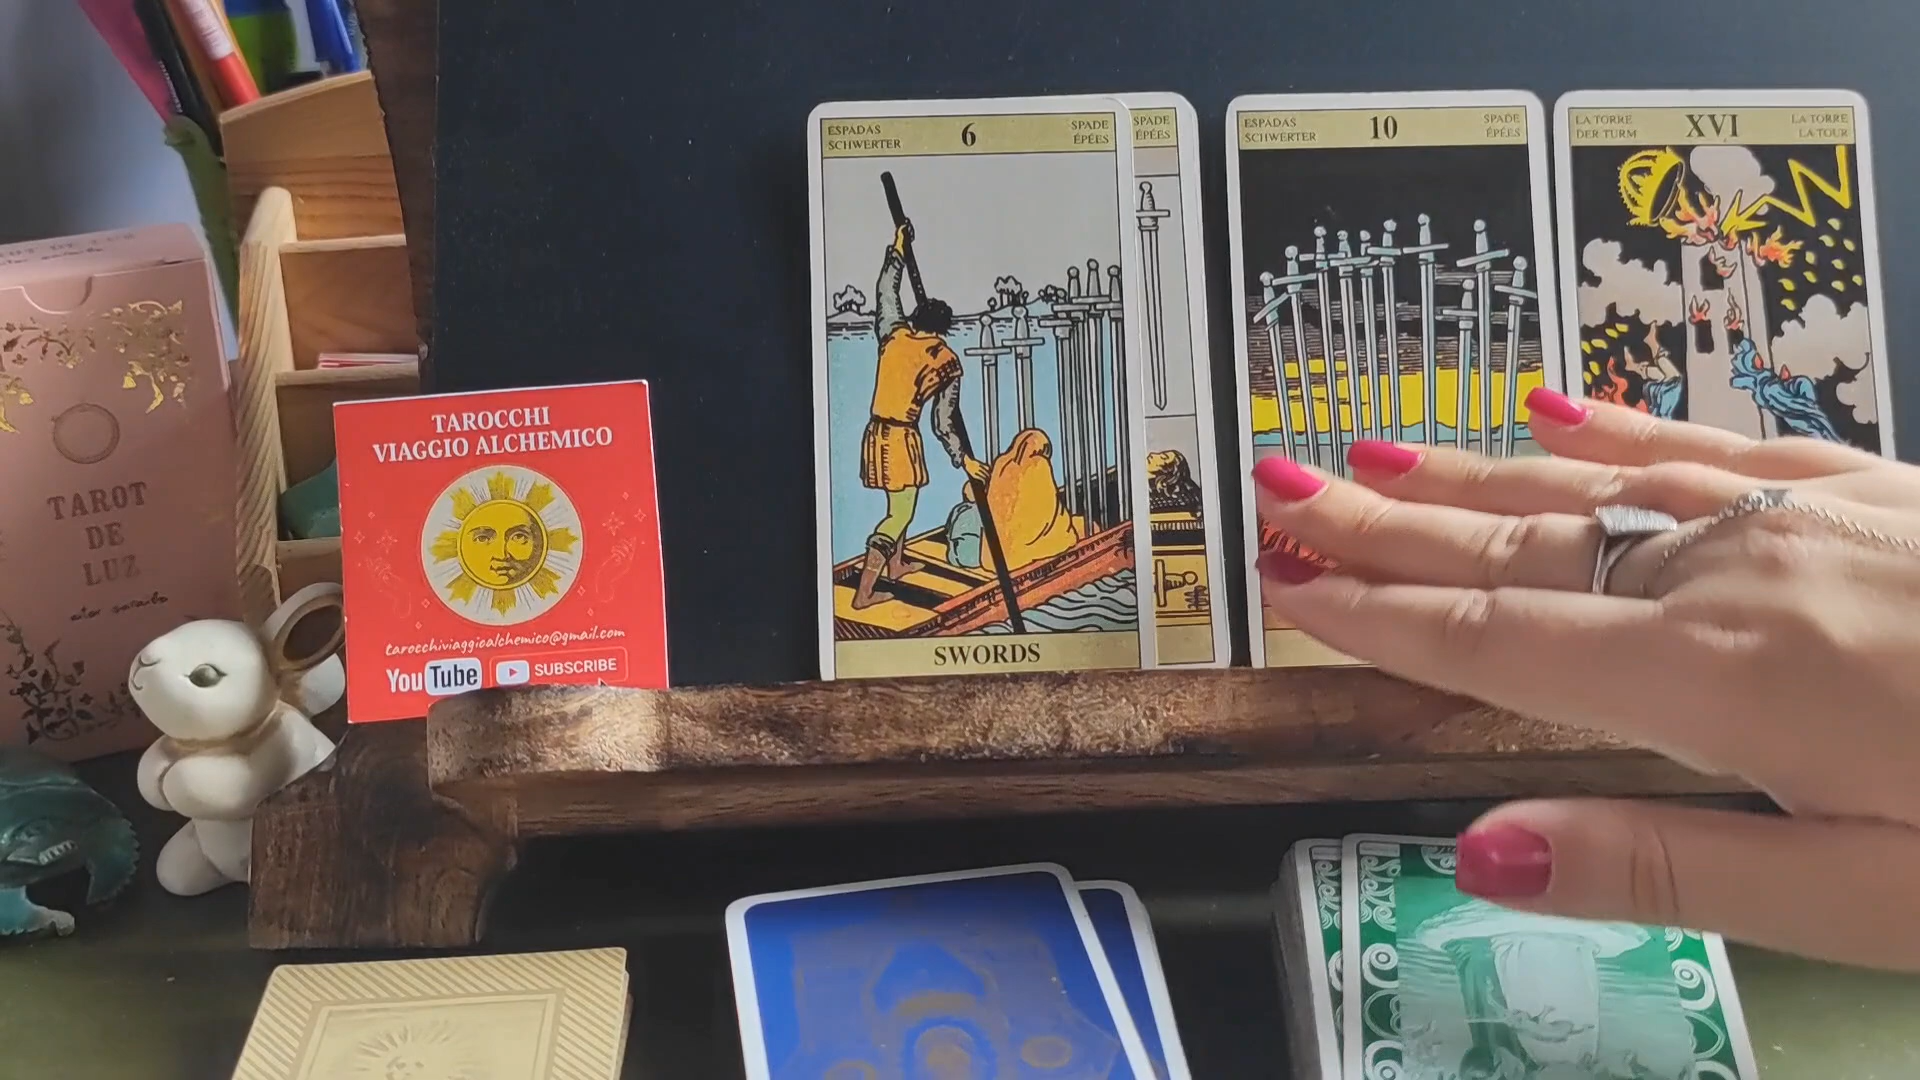 ESPADAS
SCHWERTER
6
SPADE
ÉPÉES
SPADE
ÉPÉES
ESPADAS
SCHWERTER
10
SPADE
ÉPÉES
LA TORRE
DER TURM
XVI
LA TORRE
LA TOUR
SWORDS
TAROCCHI
VIAGGIO ALCHEMICO
tarocchiviaggioalchemico@gmail.com
YouTube
SUBSCRIBE
TAROT
DE
LUZ